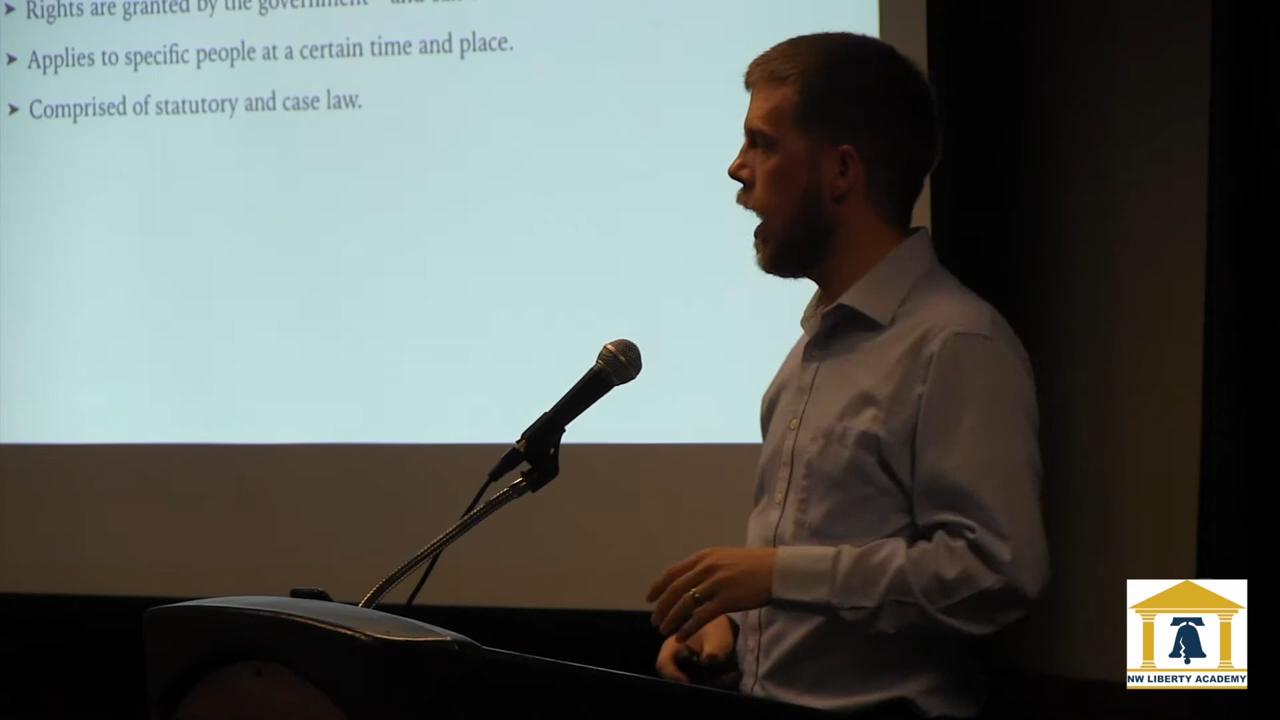 ➤ Rights are granted by the government
➤ Applies to specific people at a certain time and place.
➤ Comprised of statutory and case law.
NW LIBERTY ACADEMY